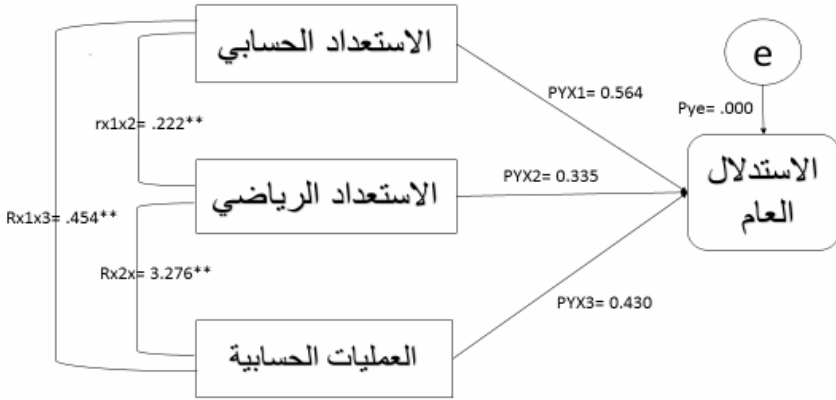 الاستعداد الحسابي
e
PYX1= 0.564
Pye= .000
rx1x2= .222**
الاستدلال
العام
PYX2= 0.335
الاستعداد الرياضي
Rx1x3= .454**
Rx2x= 3.276**
PYX3= 0.430
العمليات الحسابية